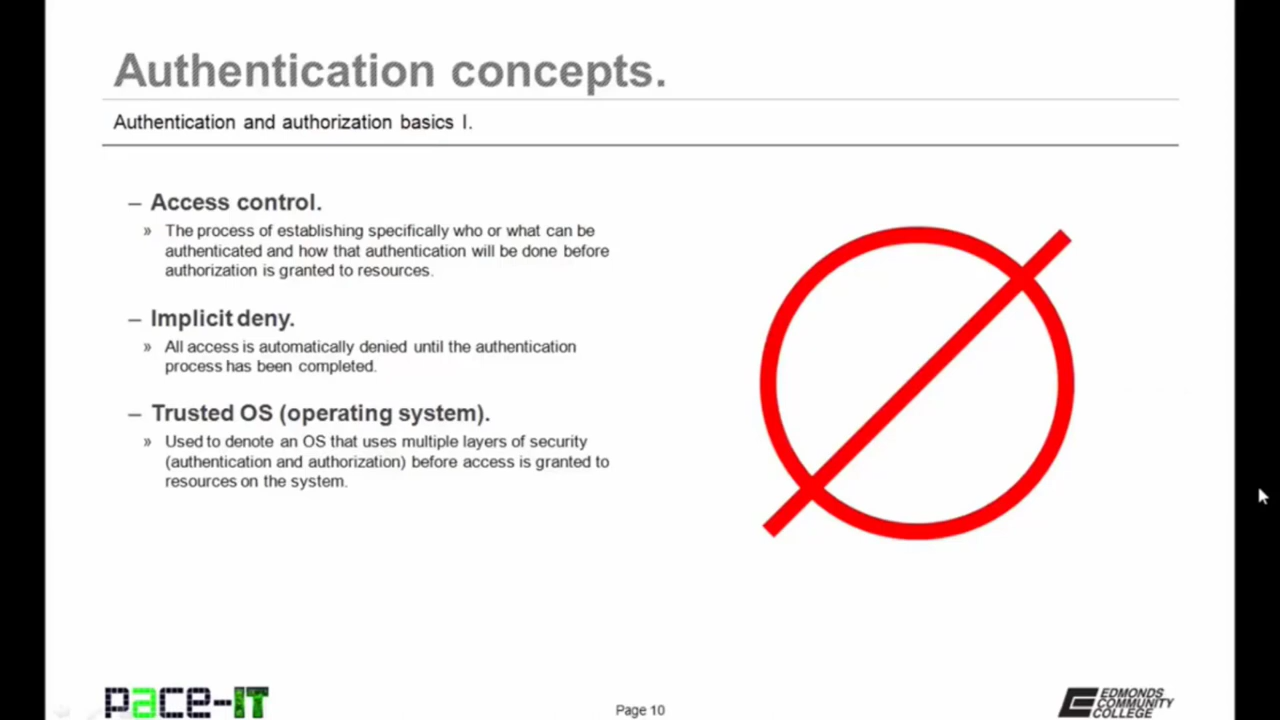 Authentication concepts.
Authentication and authorization basics I.
– Access control.
» The process of establishing specifically who or what can be
authenticated and how that authentication will be done before
authorization is granted to resources.
– Implicit deny.
» All access is automatically denied until the authentication
process has been completed.
– Trusted OS (operating system).
» Used to denote an OS that uses multiple layers of security
(authentication and authorization) before access is granted to
resources on the system.
pace-IT
Page 10
EDMONDS
COMMUNITY
COLLEGE